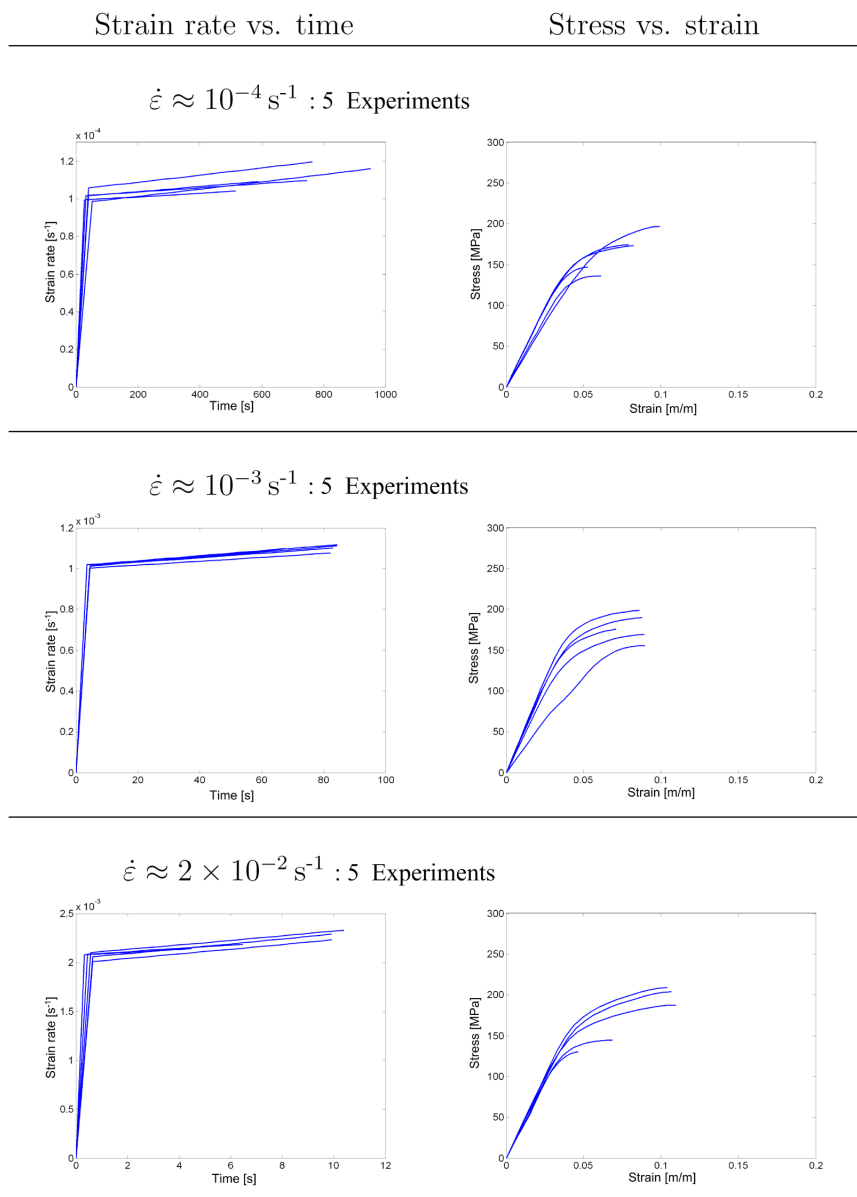 Strain rate vs. time
Stress vs. strain
ε̇ ≈ 10⁻⁴ s⁻¹ : 5 Experiments
x 10⁻⁴
1.2
1
0.8
0.6
0.4
0.2
0
Strain rate [s⁻¹]
0 200 400 600 800 1000
Time [s]
300
250
200
150
100
50
0
Stress [MPa]
0 0.05 0.1 0.15 0.2
Strain [m/m]
ε̇ ≈ 10⁻³ s⁻¹ : 5 Experiments
x 10⁻³
1.2
1
0.8
0.6
0.4
0.2
0
Strain rate [s⁻¹]
0 20 40 60 80 100
Time [s]
300
250
200
150
100
50
0
Stress [MPa]
0 0.05 0.1 0.15 0.2
Strain [m/m]
ε̇ ≈ 2 × 10⁻² s⁻¹ : 5 Experiments
x 10⁻³
2.5
2
1.5
1
0.5
0
Strain rate [s⁻¹]
0 2 4 6 8 10 12
Time [s]
300
250
200
150
100
50
0
Stress [MPa]
0 0.05 0.1 0.15 0.2
Strain [m/m]